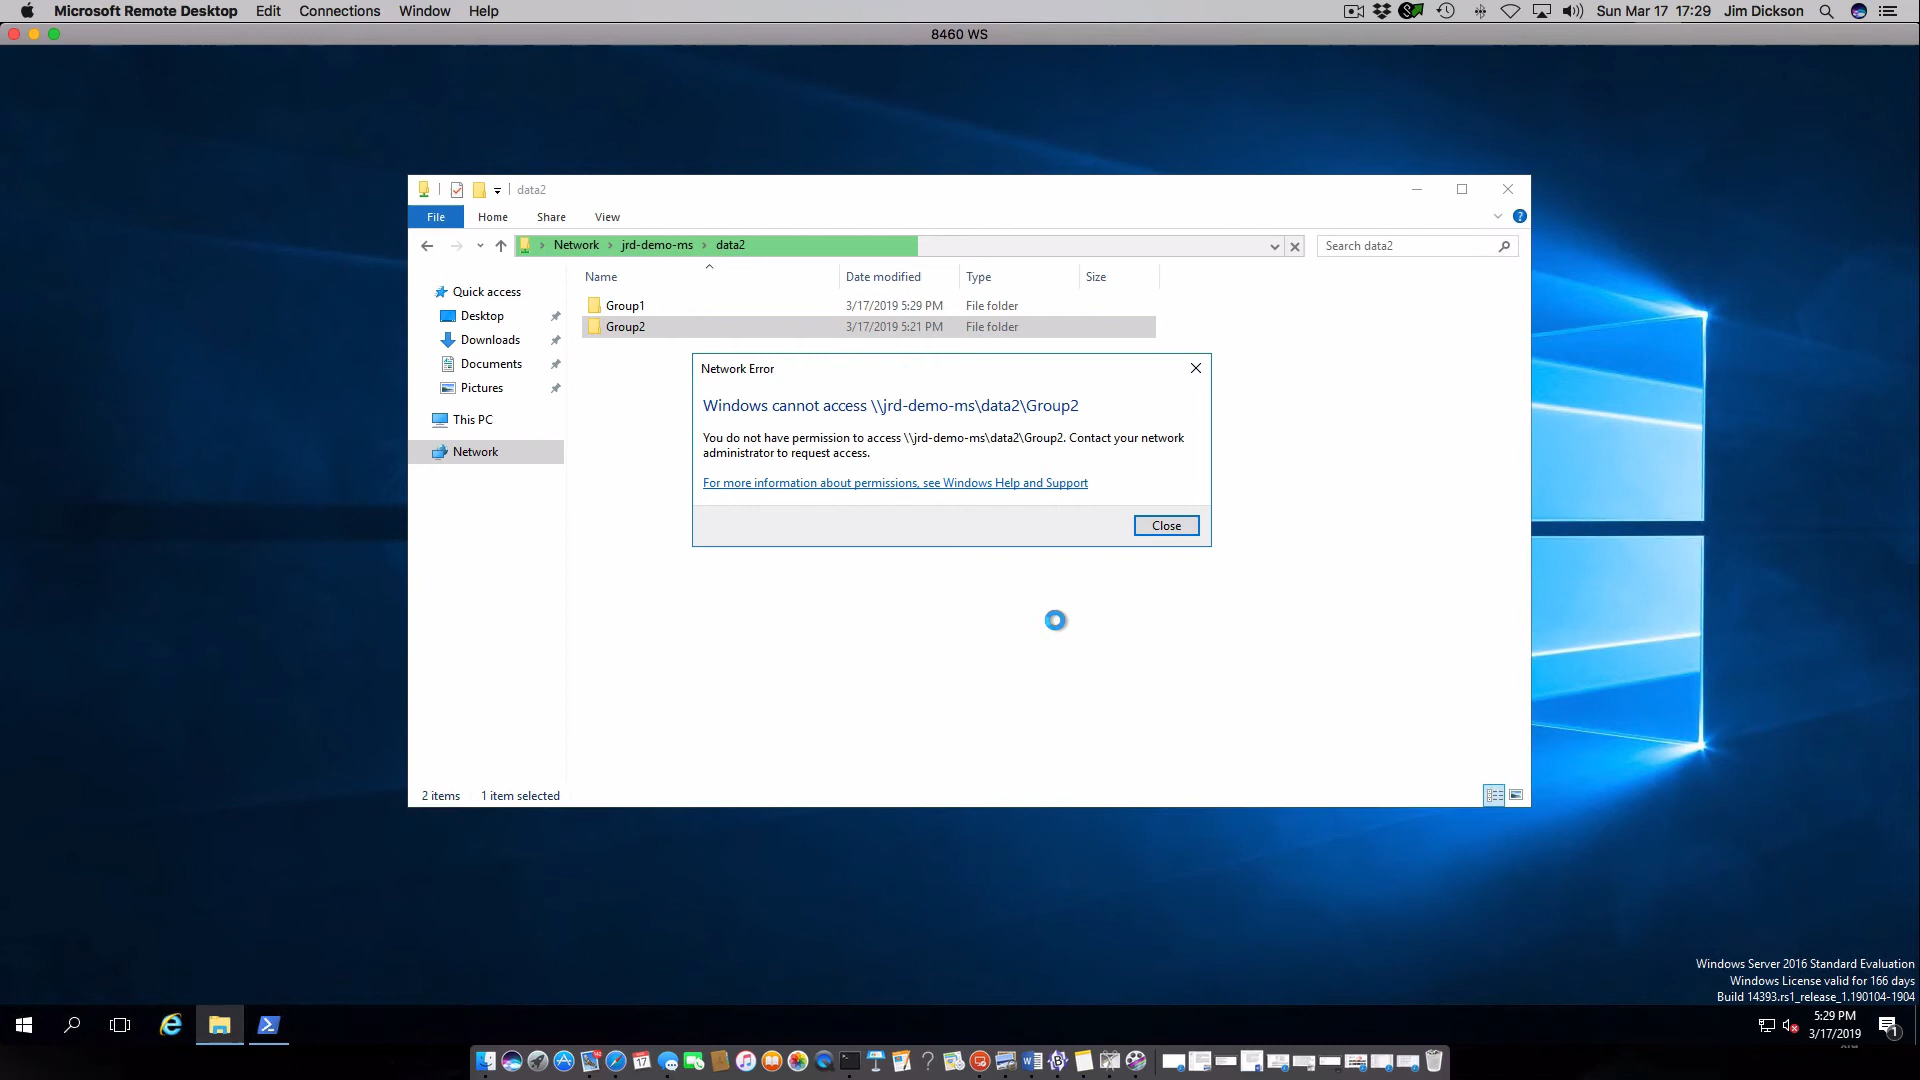 Microsoft Remote Desktop Edit Connections Window Help Sun Mar 17 17:29 Jim Dickson
8460 WS
data2
File Home Share View
Network jrd-demo-ms data2 Search data2
Name Date modified Type Size
Quick access
Desktop
Downloads
Documents
Pictures
This PC
Network
Group1 3/17/2019 5:29 PM File folder
Group2 3/17/2019 5:21 PM File folder
Network Error
Windows cannot access \\jrd-demo-ms\data2\Group2
You do not have permission to access \\jrd-demo-ms\data2\Group2. Contact your network
administrator to request access.
For more information about permissions, see Windows Help and Support
Close
2 items 1 item selected
Windows Server 2016 Standard Evaluation
Windows License valid for 166 days
Build 14393.rs1_release_1.190104-1904
5:29 PM
3/17/2019
1
17